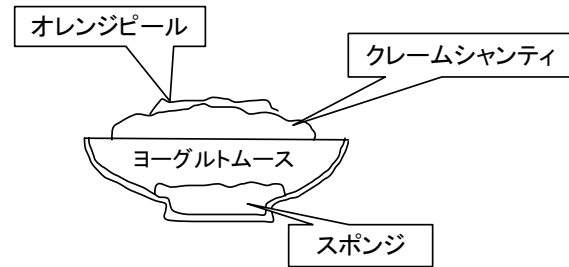 オレンジピール
クレームシャンティ
ヨーグルトムース
スポンジ